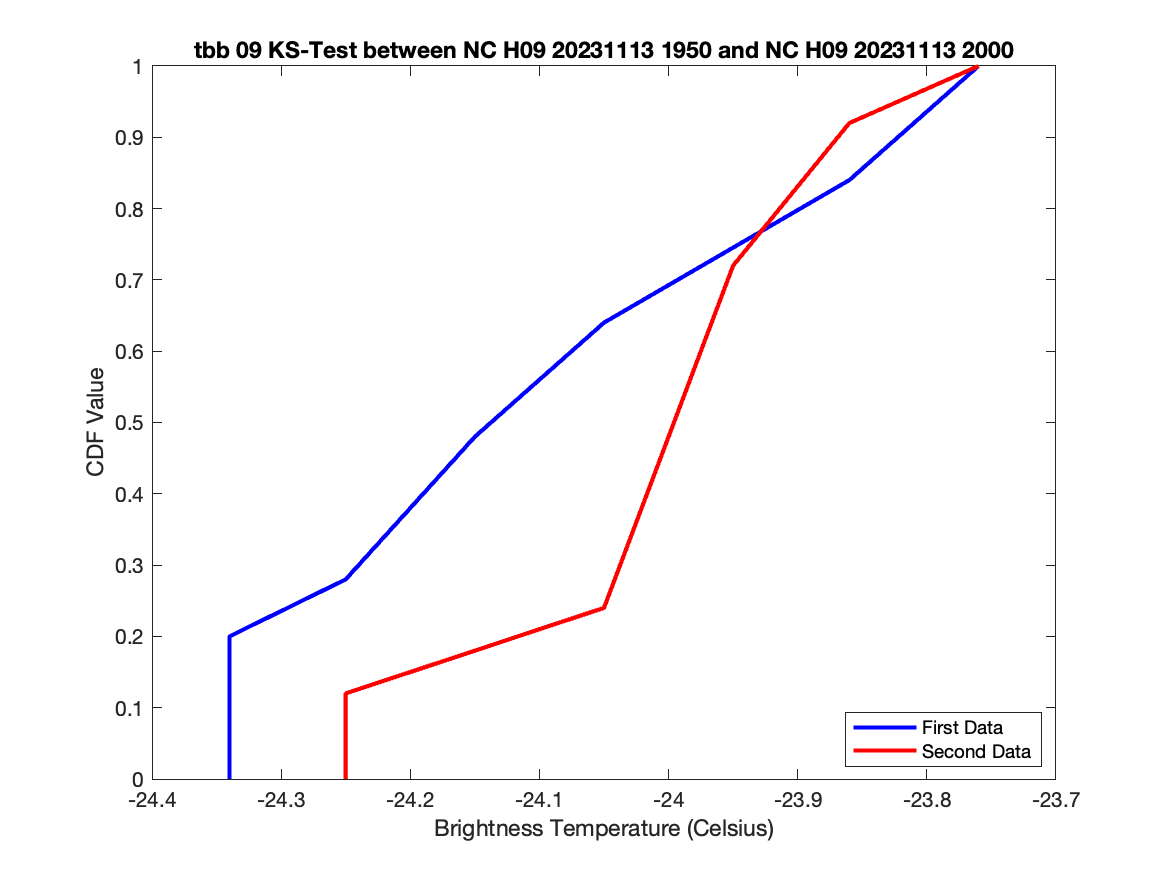 tbb 09 KS-Test between NC H09 20231113 1950 and NC H09 20231113 2000
1
0.9
0.8
0.7
0.6
0.5
0.4
0.3
0.2
0.1
0
CDF Value
First Data
Second Data
-24.4 -24.3 -24.2 -24.1 -24 -23.9 -23.8 -23.7
Brightness Temperature (Celsius)